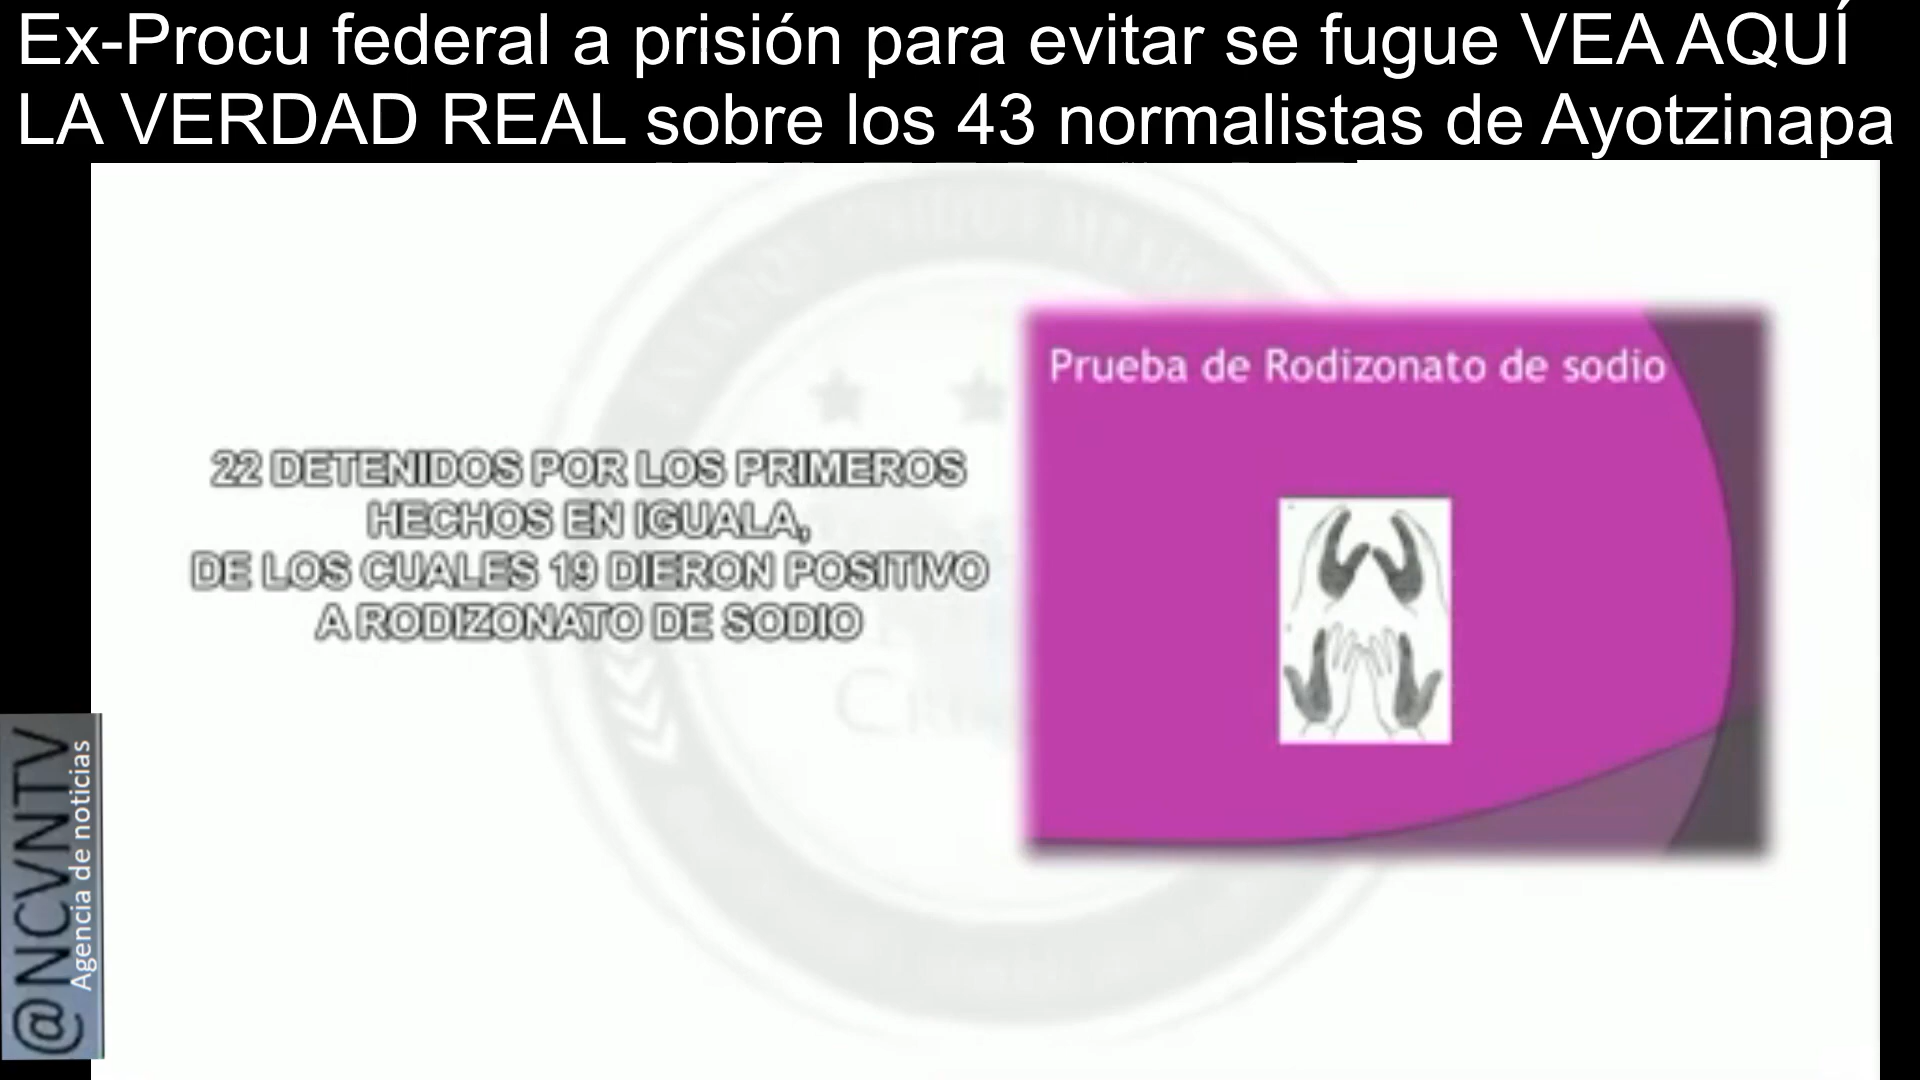 Ex-Procu federal a prisión para evitar se fugue VEA AQUÍ
LA VERDAD REAL sobre los 43 normalistas de Ayotzinapa
22 DETENIDOS POR LOS PRIMEROS
HECHOS EN IGUALA,
DE LOS CUALES 19 DIERON POSITIVO
A RODIZONATO DE SODIO
Prueba de Rodizonato de sodio
@NCVNTV
Agencia de noticias